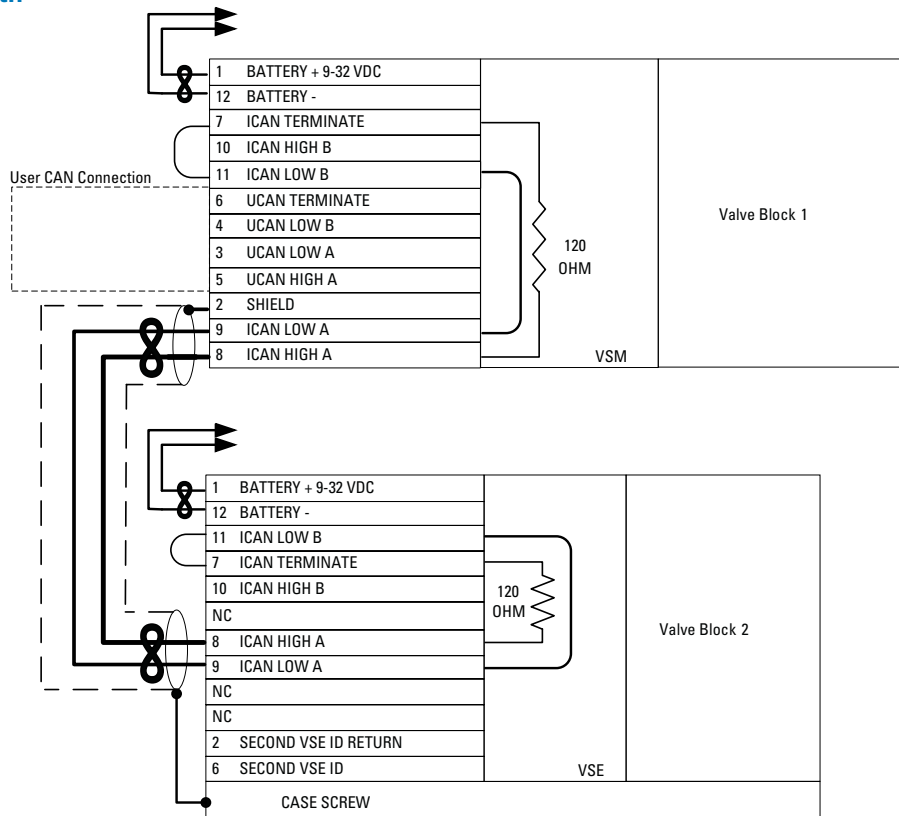 1 BATTERY + 9-32 VDC
12 BATTERY -
7 ICAN TERMINATE
10 ICAN HIGH B
11 ICAN LOW B
User CAN Connection
6 UCAN TERMINATE
4 UCAN LOW B
3 UCAN LOW A
5 UCAN HIGH A
2 SHIELD
9 ICAN LOW A
8 ICAN HIGH A
120
OHM
VSM
Valve Block 1
1 BATTERY + 9-32 VDC
12 BATTERY -
11 ICAN LOW B
7 ICAN TERMINATE
10 ICAN HIGH B
NC
8 ICAN HIGH A
9 ICAN LOW A
NC
NC
2 SECOND VSE ID RETURN
6 SECOND VSE ID
CASE SCREW
120
OHM
VSE
Valve Block 2